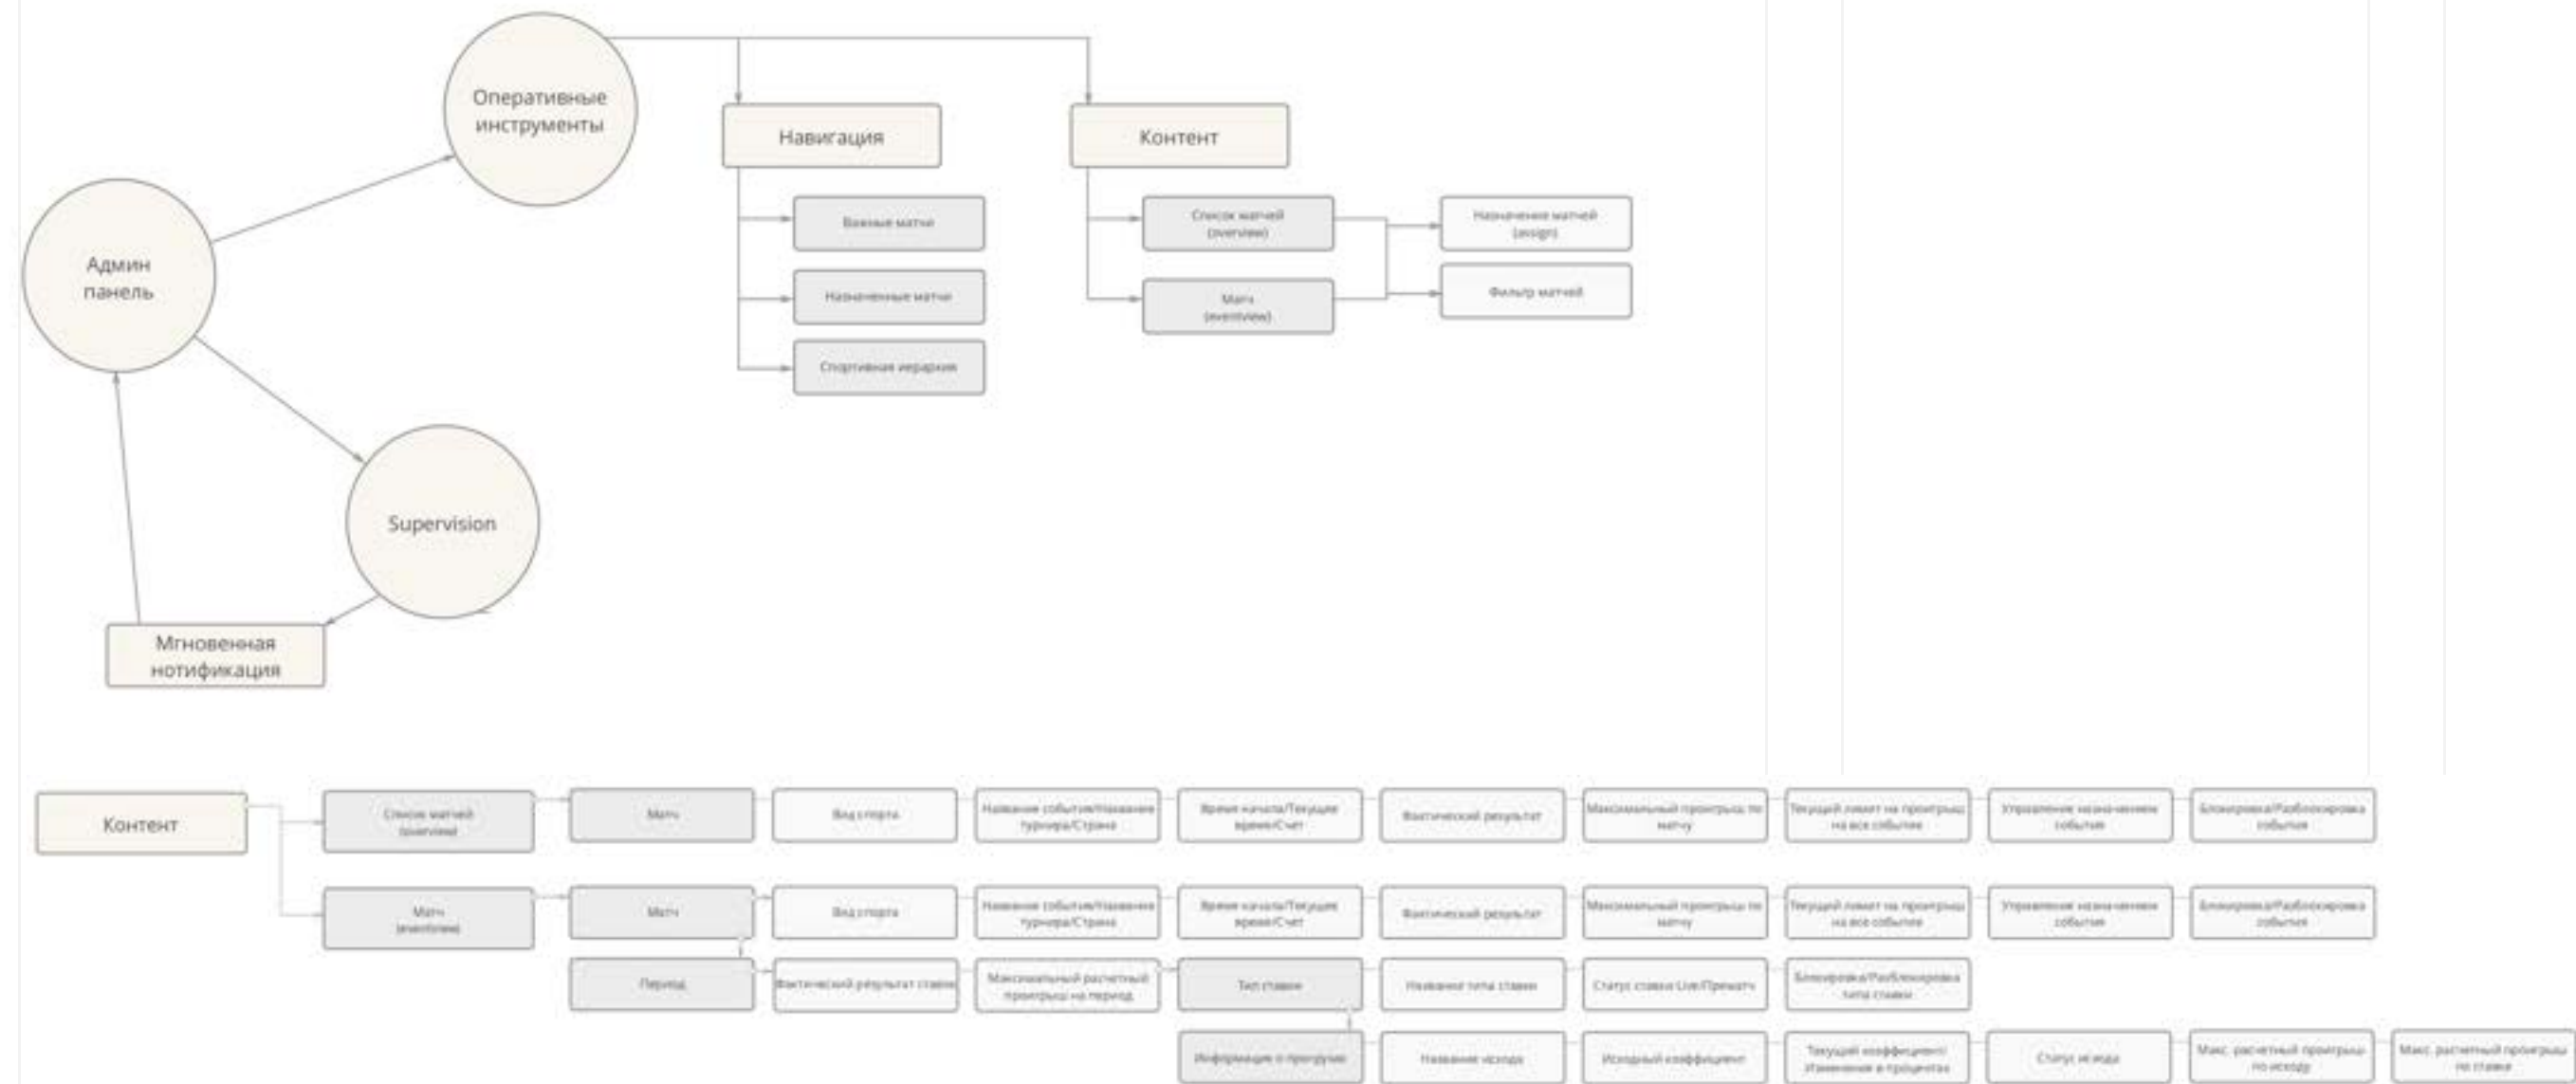 Оперативные
инструменты
Навигация
Контент
Важные матчи
Список матчей
(overview)
Назначение матчей
(assign)
Админ
панель
Назначенные матчи
Матч
(eventview)
Фильтр матчей
Спортивная иерархия
Supervision
Мгновенная
нотификация
Контент
Список матчей
(overview)
Матч
Вид спорта
Название события/Название
турнира/Страна
Время начала/Текущее
время/Счет
Фактический результат
Максимальный проигрыш по
матчу
Текущий лимит на проигрыш
на все событие
Управление назначением
события
Блокировка/Разблокировка
события
Матч
(eventview)
Матч
Вид спорта
Название события/Название
турнира/Страна
Время начала/Текущее
время/Счет
Фактический результат
Максимальный проигрыш по
матчу
Текущий лимит на проигрыш
на все событие
Управление назначением
события
Блокировка/Разблокировка
события
Период
Фактический результат ставки
Максимальный расчетный
проигрыш на период
Тип ставки
Название типа ставки
Статус ставки Live/Прематч
Блокировка/Разблокировка
типа ставки
Информация о
Название исхода
Исходный коэффициент
Текущий коэффициент/
Изменения в процентах
Статус исхода
Макс. расчетный проигрыш
по исходу
Макс. расчетный проигрыш
по ставке